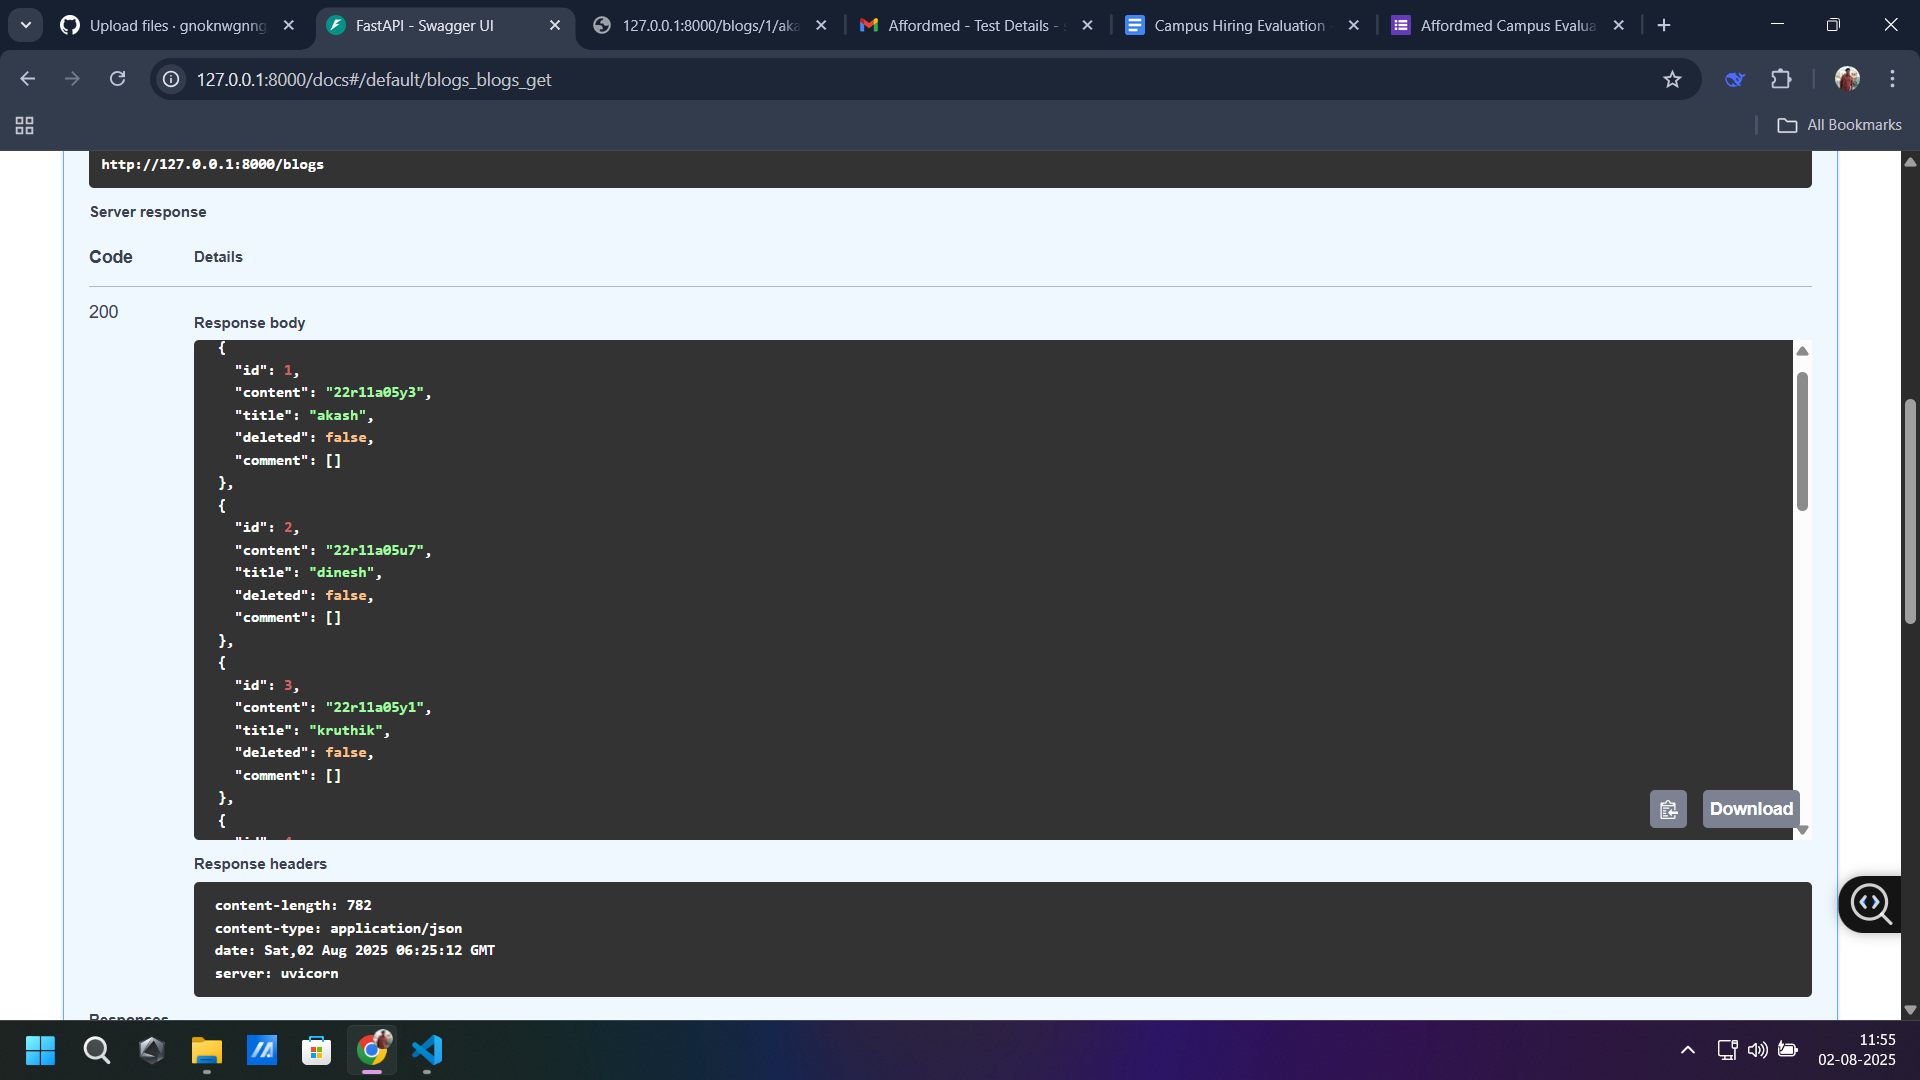 Upload files · gnoknwgnng
FastAPI - Swagger UI
127.0.0.1:8000/blogs/1/aka
Affordmed - Test Details -
Campus Hiring Evaluation
Affordmed Campus Evalua
127.0.0.1:8000/docs#/default/blogs_blogs_get
All Bookmarks
http://127.0.0.1:8000/blogs
Server response
Code
Details
200
Response body
{
"id": 1,
"content": "22r11a05y3",
"title": "akash",
"deleted": false,
"comment": []
},
{
"id": 2,
"content": "22r11a05u7",
"title": "dinesh",
"deleted": false,
"comment": []
},
{
"id": 3,
"content": "22r11a05y1",
"title": "kruthik",
"deleted": false,
"comment": []
},
{
Download
Response headers
content-length: 782
content-type: application/json
date: Sat,02 Aug 2025 06:25:12 GMT
server: uvicorn
Responses
11:55
02-08-2025